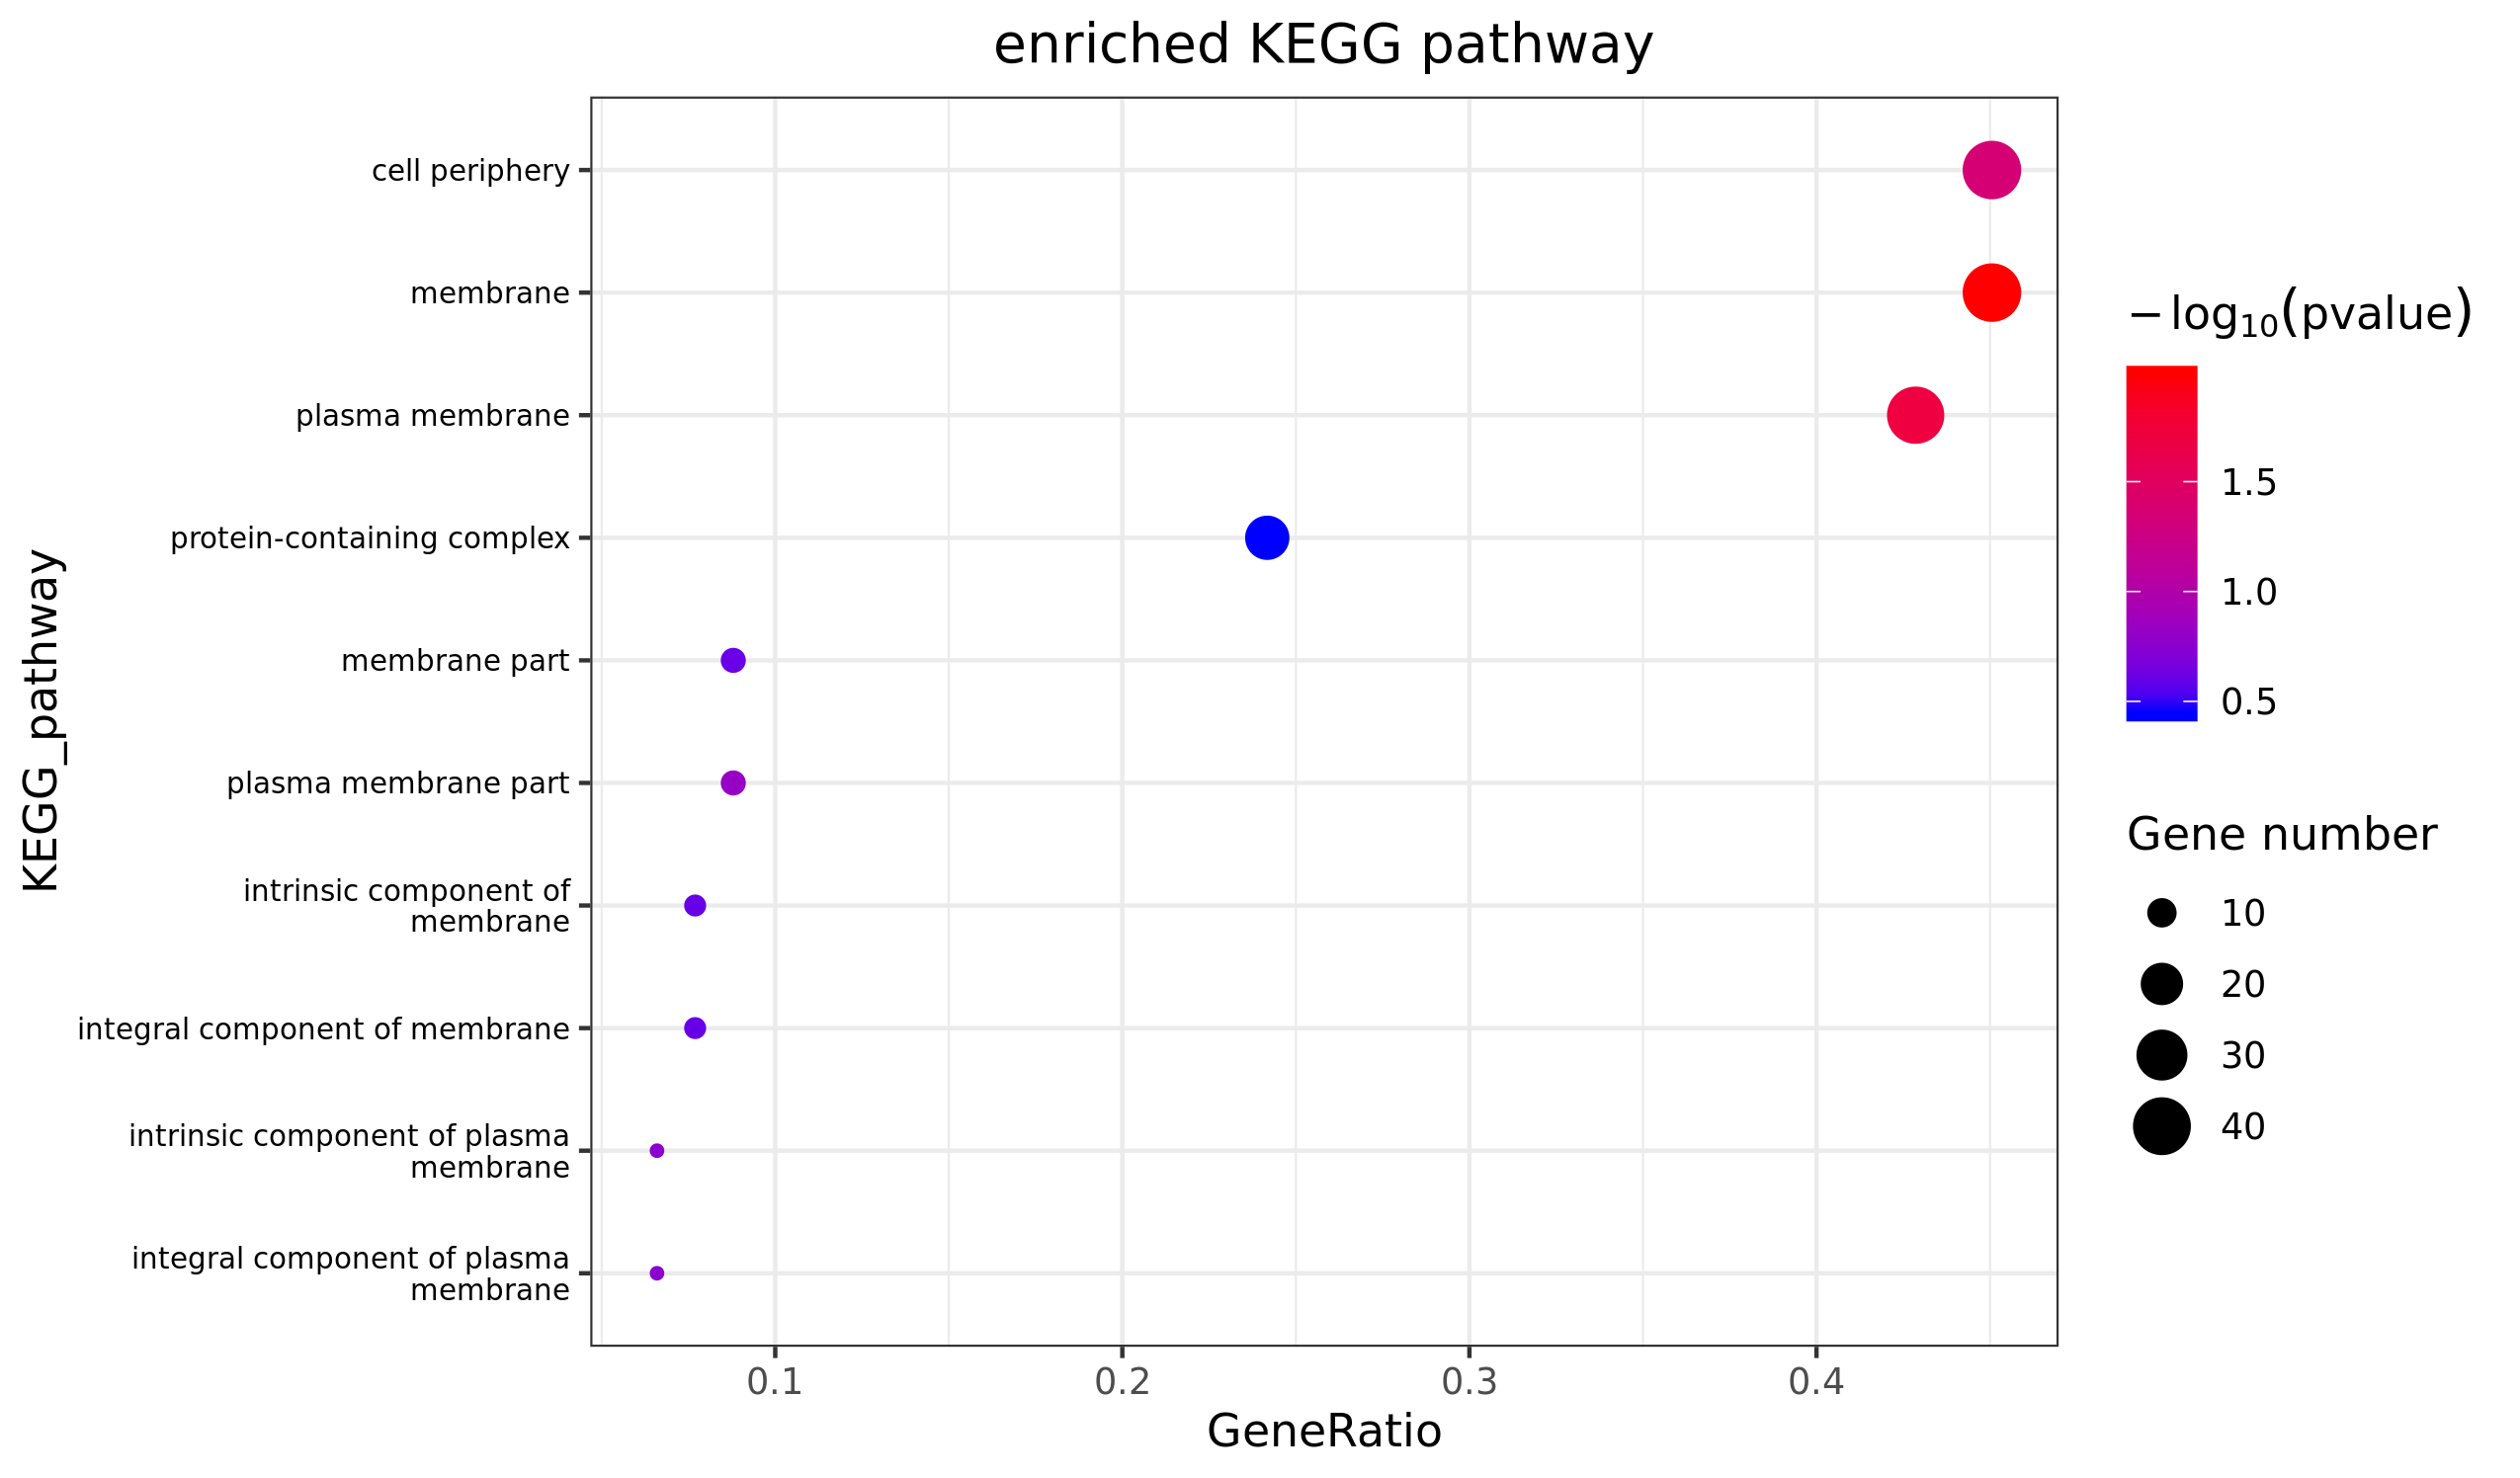 enriched KEGG pathway
KEGG_pathway
cell periphery
membrane
plasma membrane
protein-containing complex
membrane part
plasma membrane part
intrinsic component of
membrane
integral component of membrane
intrinsic component of plasma
membrane
integral component of plasma
membrane
0.1 0.2 0.3 0.4
GeneRatio
−log₁₀(pvalue)
1.5
1.0
0.5
Gene number
10
20
30
40